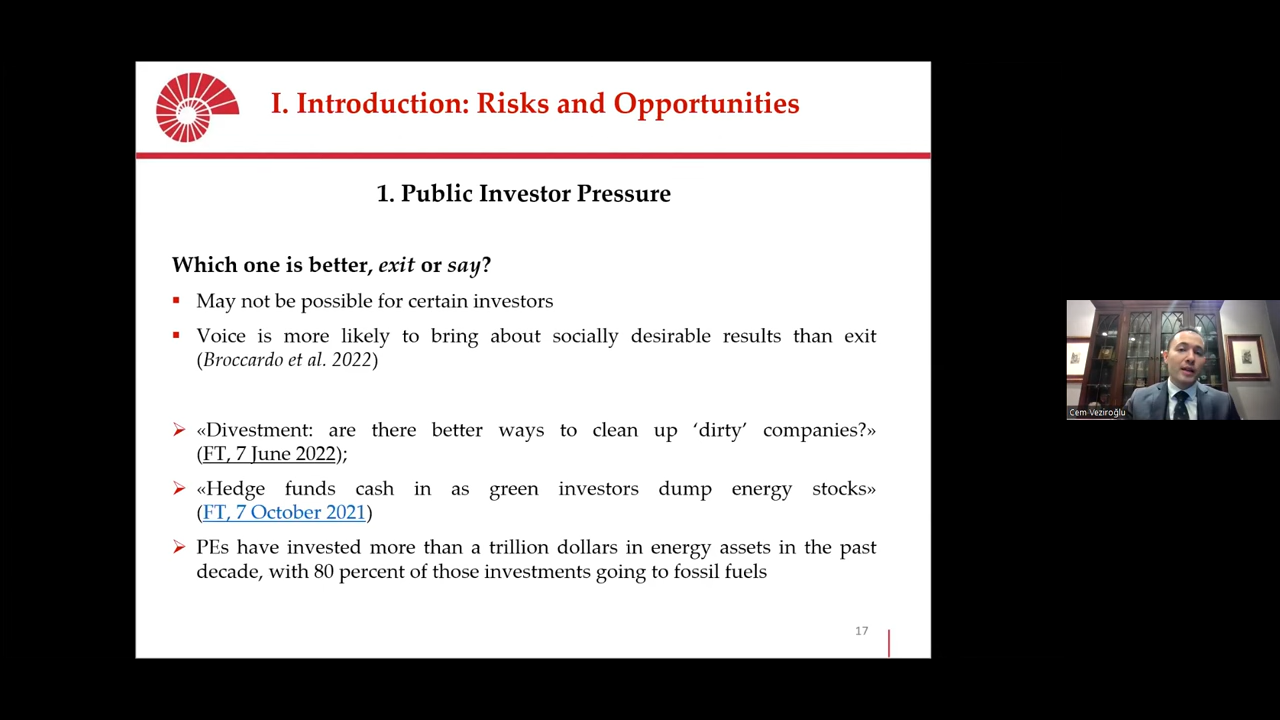 I. Introduction: Risks and Opportunities
1. Public Investor Pressure
Which one is better, exit or say?
▪ May not be possible for certain investors
▪ Voice is more likely to bring about socially desirable results than exit
(Broccardo et al. 2022)
➢ «Divestment: are there better ways to clean up ‘dirty’ companies?»
(FT, 7 June 2022);
➢ «Hedge funds cash in as green investors dump energy stocks»
(FT, 7 October 2021)
➢ PEs have invested more than a trillion dollars in energy assets in the past
decade, with 80 percent of those investments going to fossil fuels
17
Cem Veziroğlu